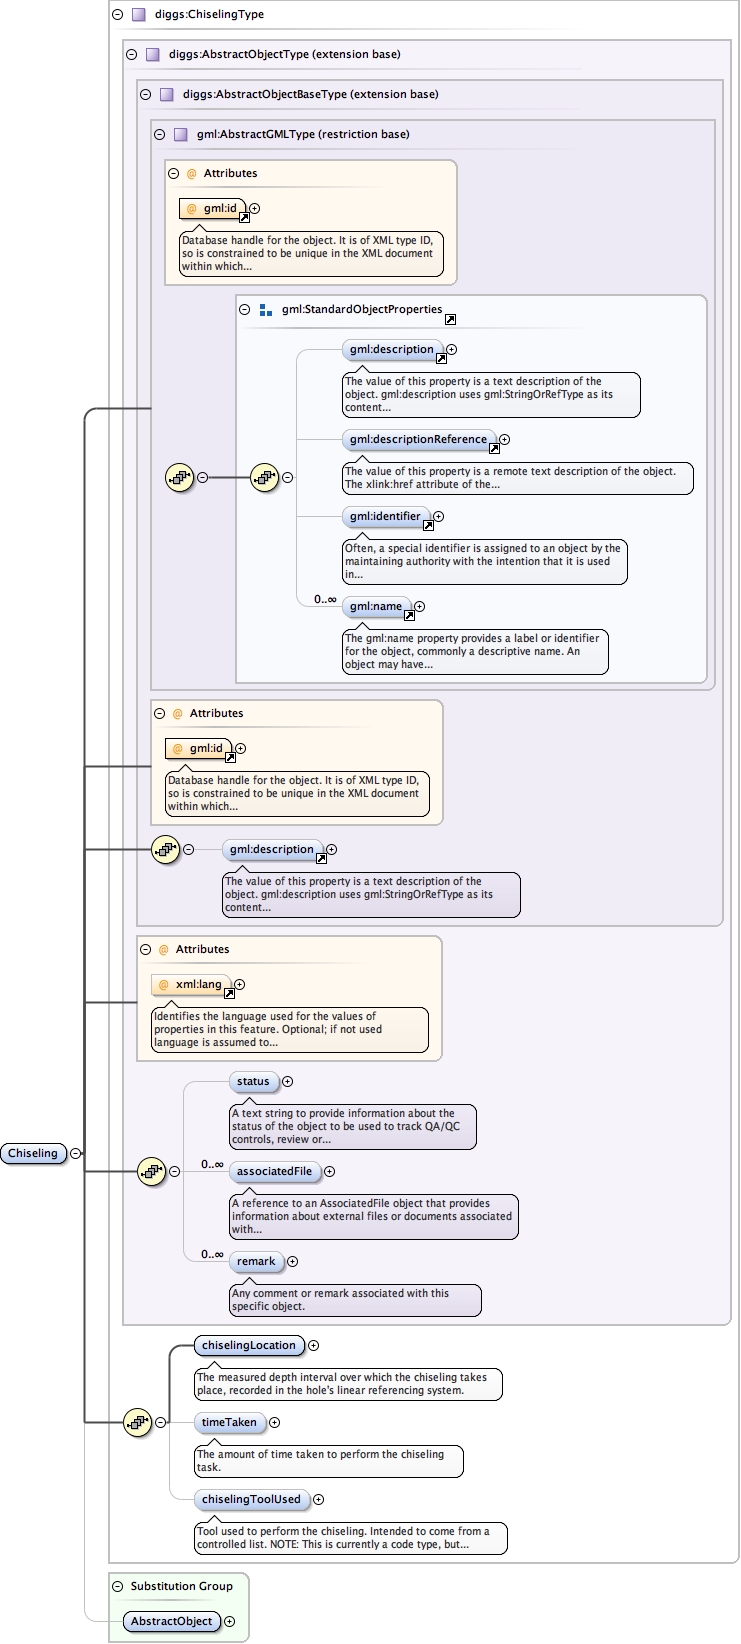 diggs:ChiselingType
diggs:AbstractObjectType (extension base)
diggs:AbstractObjectBaseType (extension base)
gml:AbstractGMLType (restriction base)
@ Attributes
@ gml:id
Database handle for the object. It is of XML type ID,
so is constrained to be unique in the XML document
within which...
gml:StandardObjectProperties
gml:description
The value of this property is a text description of the
object. gml:description uses gml:StringOrRefType as its
content...
gml:descriptionReference
The value of this property is a remote text description of the object.
The xlink:href attribute of the...
gml:identifier
Often, a special identifier is assigned to an object by the
maintaining authority with the intention that it is used
in...
0..∞
gml:name
The gml:name property provides a label or identifier
for the object, commonly a descriptive name. An
object may have...
@ Attributes
@ gml:id
Database handle for the object. It is of XML type ID,
so is constrained to be unique in the XML document
within which...
gml:description
The value of this property is a text description of the
object. gml:description uses gml:StringOrRefType as its
content...
@ Attributes
@ xml:lang
Identifies the language used for the values of
properties in this feature. Optional; if not used
language is assumed to...
status
A text string to provide information about the
status of the object to be used to track QA/QC
controls, review or...
Chiseling
0..∞
associatedFile
A reference to an AssociatedFile object that provides
information about external files or documents associated
with...
0..∞
remark
Any comment or remark associated with this
specific object.
chiselingLocation
The measured depth interval over which the chiseling takes
place, recorded in the hole's linear referencing system.
timeTaken
The amount of time taken to perform the chiseling
task.
chiselingToolUsed
Tool used to perform the chiseling. Intended to come from a
controlled list. NOTE: This is currently a code type, but...
Substitution Group
AbstractObject